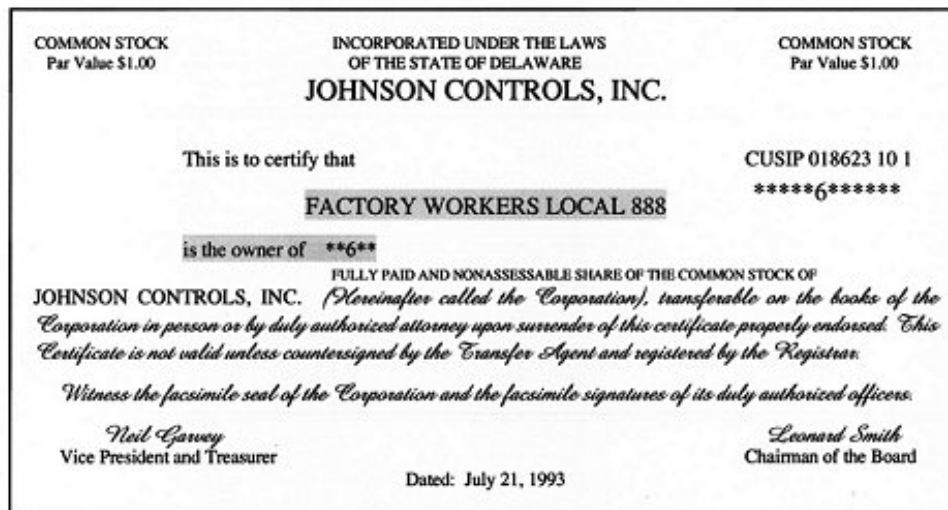 COMMON STOCK INCORPORATED UNDER THE LAWS COMMON STOCK
Par Value $1.00 OF THE STATE OF DELAWARE Par Value $1.00
JOHNSON CONTROLS, INC.
This is to certify that CUSIP 018623 10 1
*****6******
FACTORY WORKERS LOCAL 888
is the owner of **6**
FULLY PAID AND NONASSESSABLE SHARE OF THE COMMON STOCK OF
JOHNSON CONTROLS, INC. (Hereinafter called the Corporation), transferable on the books of the
Corporation in person or by duly authorized attorney upon surrender of this certificate properly endorsed. This
Certificate is not valid unless countersigned by the Transfer Agent and registered by the Registrar.
Witness the facsimile seal of the Corporation and the facsimile signatures of its duly authorized officers.
Neil Garvey Leonard Smith
Vice President and Treasurer Chairman of the Board
Dated: July 21, 1993